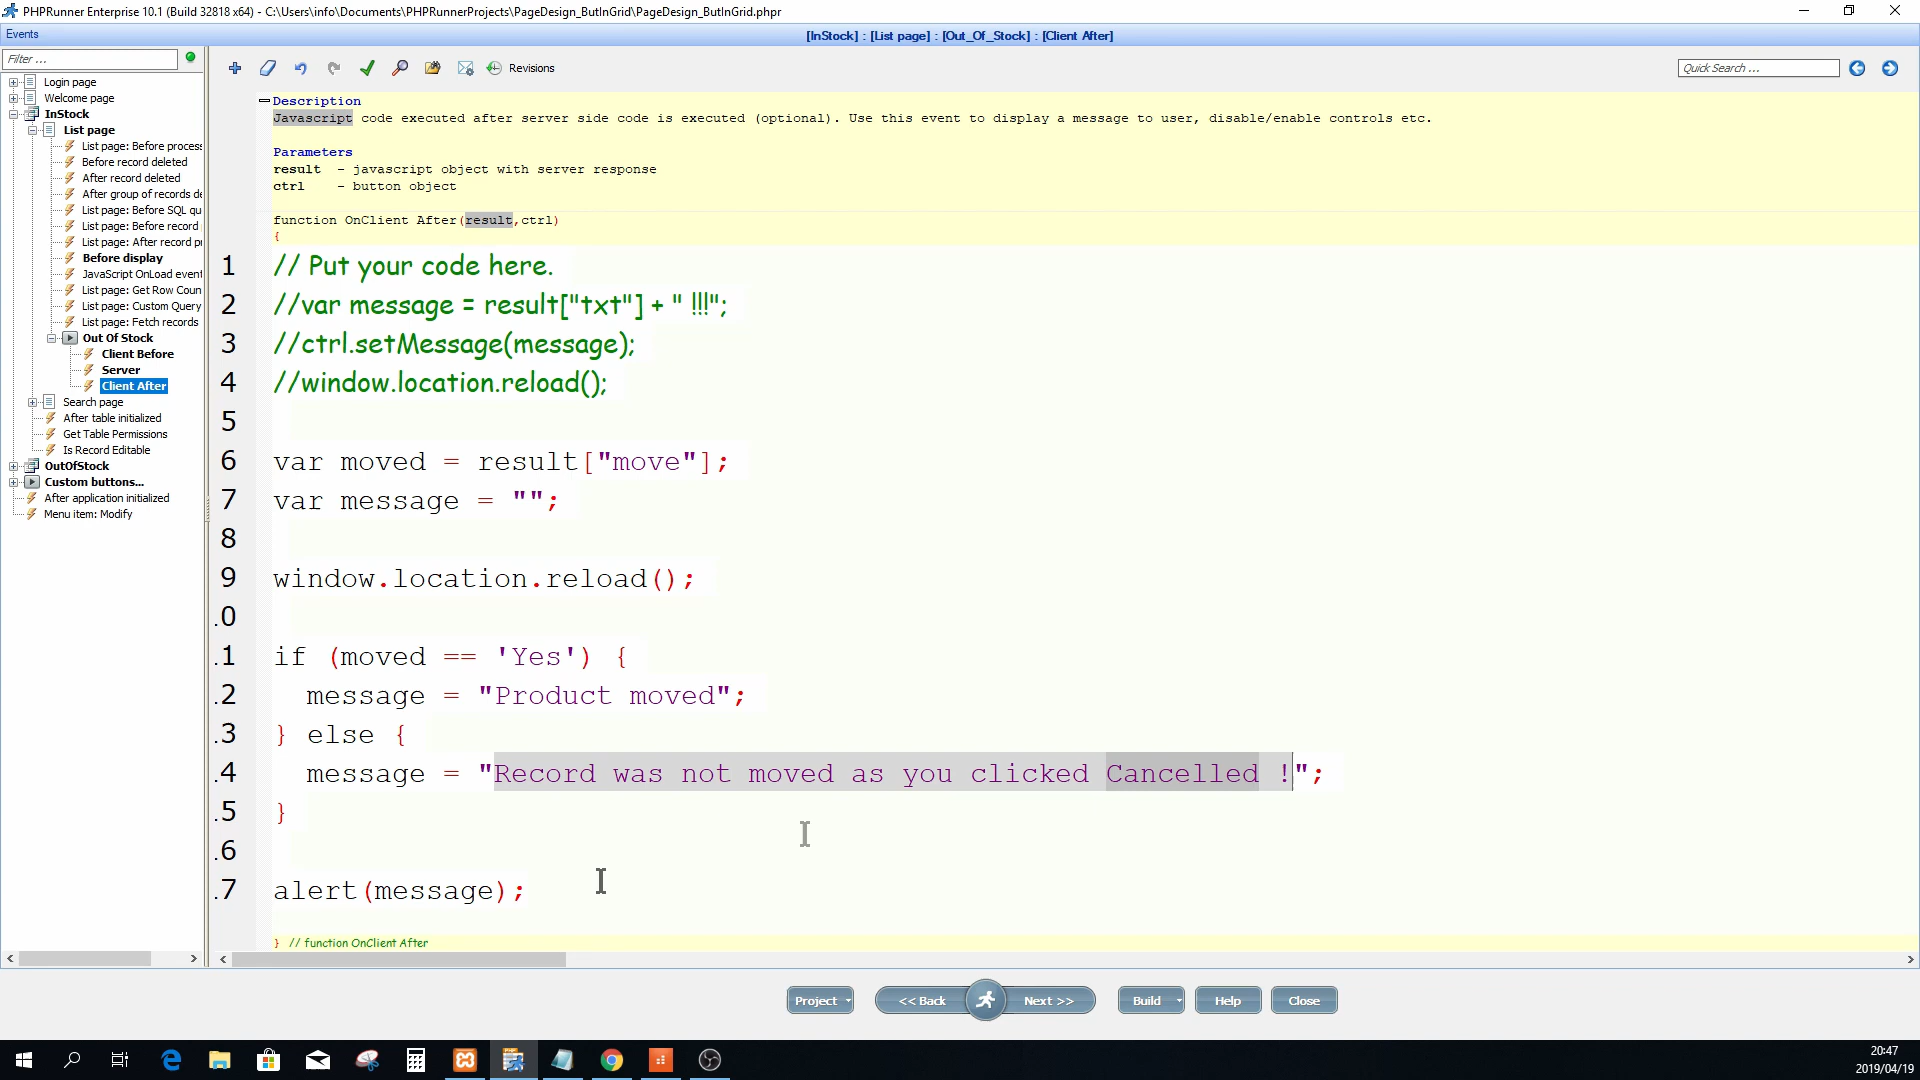 PHPRunner Enterprise 10.1 (Build 32818 x64) - C:\Users\info\Documents\PHPRunnerProjects\PageDesign_ButInGrid\PageDesign_ButInGrid.phpr
Events
[InStock] : [List page] : [Out_Of_Stock] : [Client After]
Filter ...
Revisions
Quick Search ...
Login page
Welcome page
InStock
List page
List page: Before process
Before record deleted
After record deleted
After group of records de
List page: Before SQL qu
List page: Before record
List page: After record p
Before display
JavaScript OnLoad event
List page: Get Row Coun
List page: Custom Query
List page: Fetch records
Out Of Stock
Client Before
Server
Client After
Search page
After table initialized
Get Table Permissions
Is Record Editable
OutOfStock
Custom buttons...
After application initialized
Menu item: Modify
Description
Javascript code executed after server side code is executed (optional). Use this event to display a message to user, disable/enable controls etc.
Parameters
result - javascript object with server response
ctrl - button object
function OnClient After(result,ctrl)
{
1 // Put your code here.
2 //var message = result["txt"] + " !!!";
3 //ctrl.setMessage(message);
4 //window.location.reload();
5
6 var moved = result["move"];
7 var message = "";
8
9 window.location.reload();
.0
.1 if (moved == 'Yes') {
.2 message = "Product moved";
.3 } else {
.4 message = "Record was not moved as you clicked Cancelled !";
.5 }
.6
.7 alert(message);
} // function OnClient After
Project
<< Back
Next >>
Build
Help
Close
20:47
2019/04/19